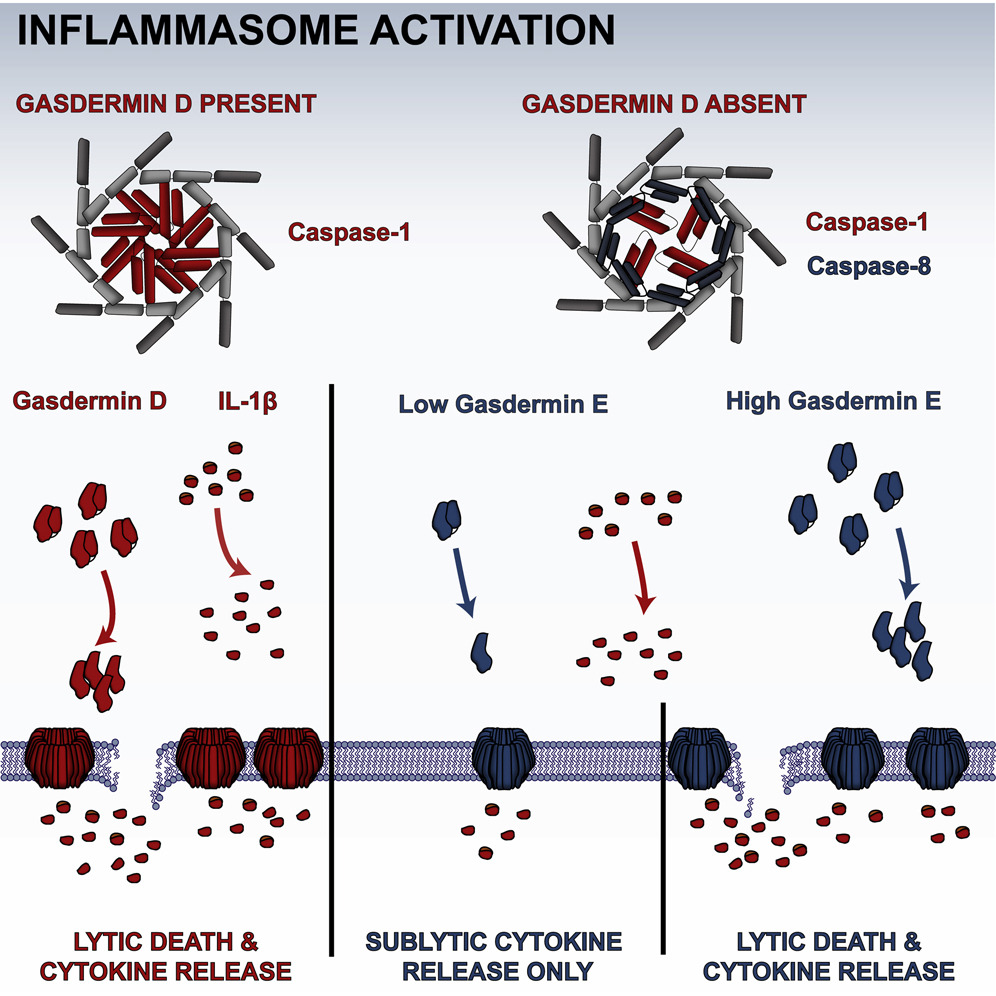 INFLAMMASOME ACTIVATION
GASDERMIN D PRESENT
GASDERMIN D ABSENT
Caspase-1
Caspase-1
Caspase-8
Gasdermin D
IL-1β
Low Gasdermin E
High Gasdermin E
LYTIC DEATH &
CYTOKINE RELEASE
SUBLYTIC CYTOKINE
RELEASE ONLY
LYTIC DEATH &
CYTOKINE RELEASE